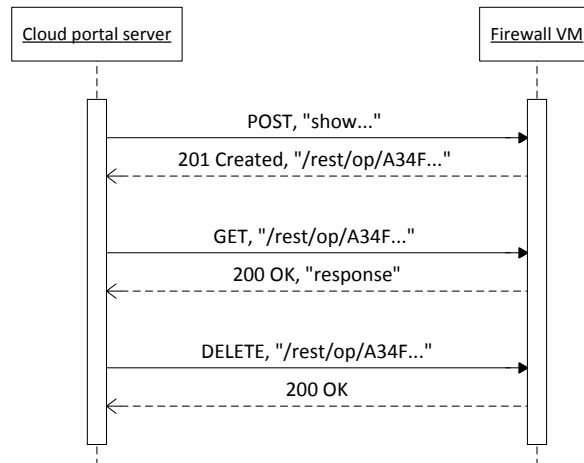 Cloud portal server
Firewall VM
POST, "show..."
201 Created, "/rest/op/A34F..."
GET, "/rest/op/A34F..."
200 OK, "response"
DELETE, "/rest/op/A34F..."
200 OK